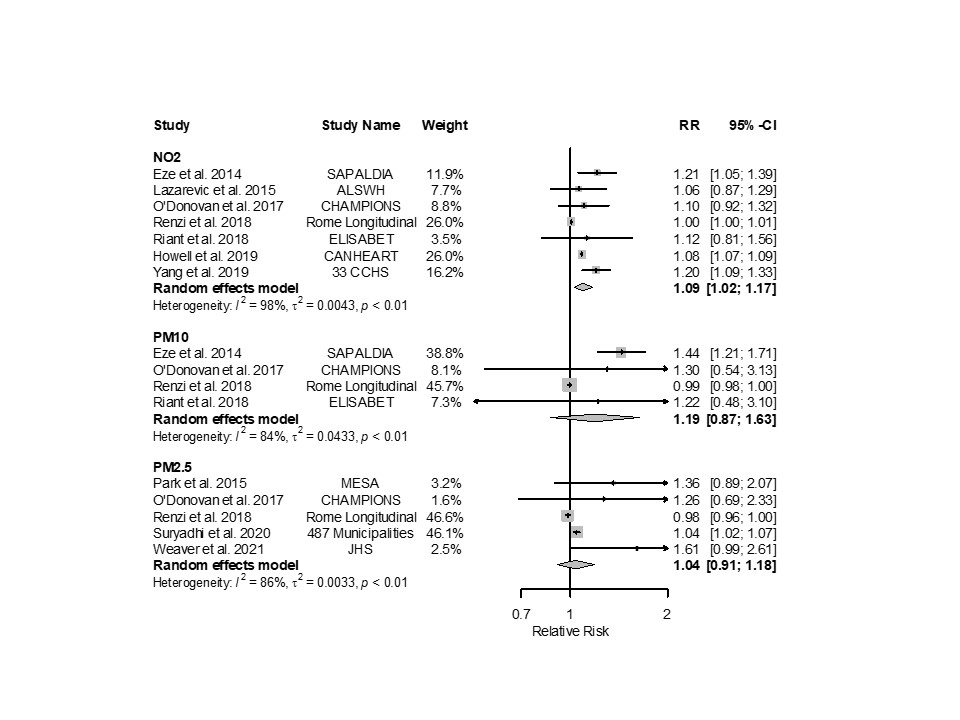 Study Study Name Weight RR 95% -CI
NO2
Eze et al. 2014 SAPALDIA 11.9% 1.21 [1.05; 1.39]
Lazarevic et al. 2015 ALSWH 7.7% 1.06 [0.87; 1.29]
O'Donovan et al. 2017 CHAMPIONS 8.8% 1.10 [0.92; 1.32]
Renzi et al. 2018 Rome Longitudinal 26.0% 1.00 [1.00; 1.01]
Riant et al. 2018 ELISABET 3.5% 1.12 [0.81; 1.56]
Howell et al. 2019 CANHEART 26.0% 1.08 [1.07; 1.09]
Yang et al. 2019 33 CCHS 16.2% 1.20 [1.09; 1.33]
Random effects model 1.09 [1.02; 1.17]
Heterogeneity: I² = 98%, τ² = 0.0043, p < 0.01
PM10
Eze et al. 2014 SAPALDIA 38.8% 1.44 [1.21; 1.71]
O'Donovan et al. 2017 CHAMPIONS 8.1% 1.30 [0.54; 3.13]
Renzi et al. 2018 Rome Longitudinal 45.7% 0.99 [0.98; 1.00]
Riant et al. 2018 ELISABET 7.3% 1.22 [0.48; 3.10]
Random effects model 1.19 [0.87; 1.63]
Heterogeneity: I² = 84%, τ² = 0.0433, p < 0.01
PM2.5
Park et al. 2015 MESA 3.2% 1.36 [0.89; 2.07]
O'Donovan et al. 2017 CHAMPIONS 1.6% 1.26 [0.69; 2.33]
Renzi et al. 2018 Rome Longitudinal 46.6% 0.98 [0.96; 1.00]
Suryadhi et al. 2020 487 Municipalities 46.1% 1.04 [1.02; 1.07]
Weaver et al. 2021 JHS 2.5% 1.61 [0.99; 2.61]
Random effects model 1.04 [0.91; 1.18]
Heterogeneity: I² = 86%, τ² = 0.0033, p < 0.01
0.7 1 2
Relative Risk